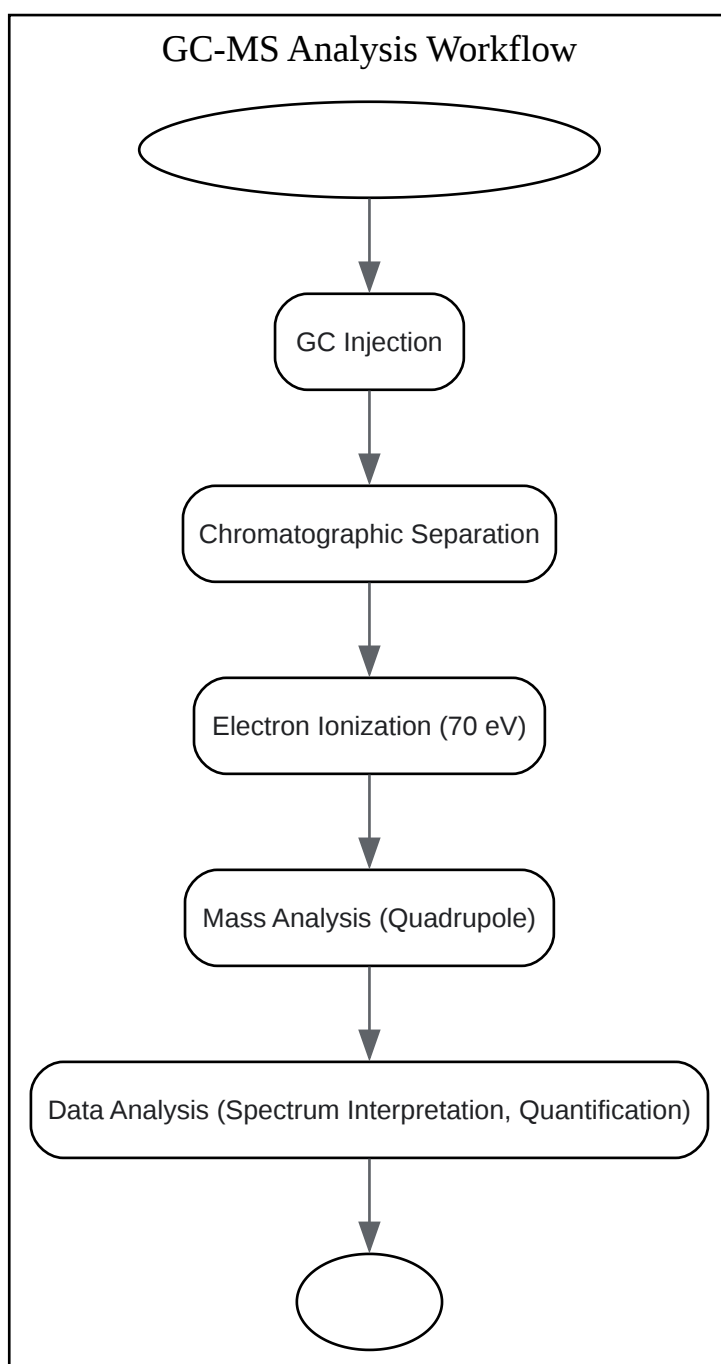 GC-MS Analysis Workflow
GC Injection
Chromatographic Separation
Electron Ionization (70 eV)
Mass Analysis (Quadrupole)
Data Analysis (Spectrum Interpretation, Quantification)